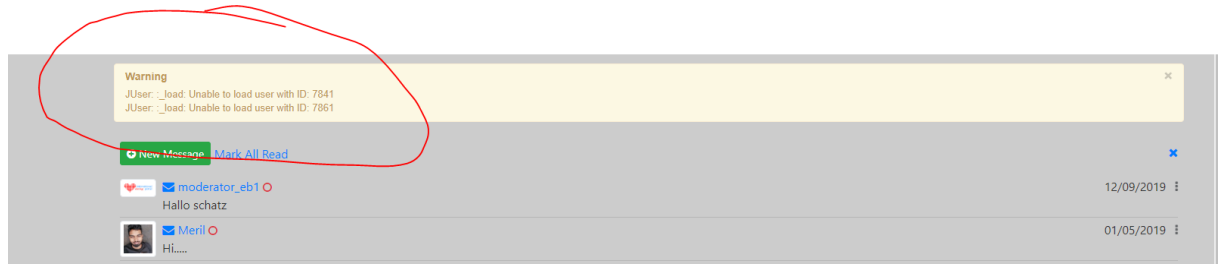 Warning
×
JUser: :_load: Unable to load user with ID: 7841
JUser: :_load: Unable to load user with ID: 7861
New Message Mark All Read
moderator_eb1 12/09/2019
Hallo schatz
Meril 01/05/2019
Hi.....